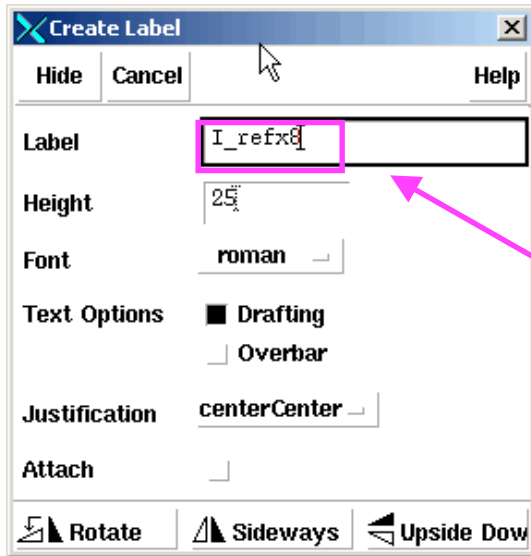 Create Label
Hide Cancel Help
Label I_refx8
Height 25
Font roman
Text Options Drafting
Overbar
Justification centerCenter
Attach
Rotate Sideways Upside Dow